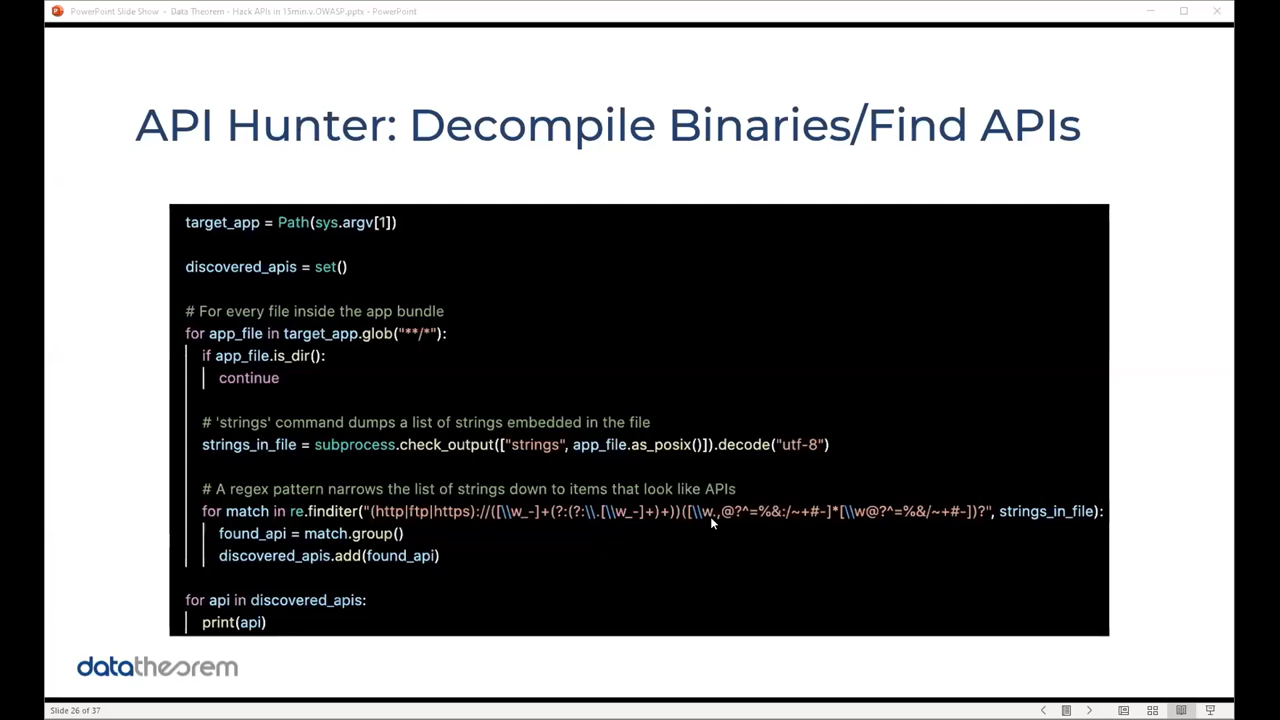 PowerPoint Slide Show - Data Theorem - Hack APIs in 15min.v.OWASP.pptx - PowerPoint
API Hunter: Decompile Binaries/Find APIs
target_app = Path(sys.argv[1])
discovered_apis = set()
# For every file inside the app bundle
for app_file in target_app.glob("**/*"):
if app_file.is_dir():
continue
# 'strings' command dumps a list of strings embedded in the file
strings_in_file = subprocess.check_output(["strings", app_file.as_posix()]).decode("utf-8")
# A regex pattern narrows the list of strings down to items that look like APIs
for match in re.finditer("(http|ftp|https)://([\\w_-]+(?:(?:\\.[\\w_-]+)+))([\\w.,@?^=%&:/~+#-]*[\\w@?^=%&/~+#-])?", strings_in_file):
found_api = match.group()
discovered_apis.add(found_api)
for api in discovered_apis:
print(api)
datatheorem
Slide 26 of 37